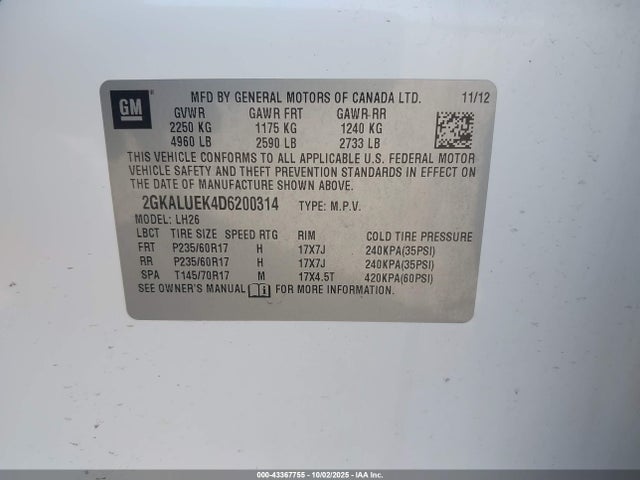 GM
MFD BY GENERAL MOTORS OF CANADA LTD. 11/12
GVWR GAWR FRT GAWR RR
2250 KG 1175 KG 1240 KG
4960 LB 2590 LB 2733 LB
THIS VEHICLE CONFORMS TO ALL APPLICABLE U.S. FEDERAL MOTOR
VEHICLE SAFETY AND THEFT PREVENTION STANDARDS IN EFFECT ON
THE DATE OF MANUFACTURE SHOWN ABOVE.
2GKALUEK4D6200314 TYPE: M.P.V.
MODEL: LH26
LBCT TIRE SIZE SPEED RTG RIM COLD TIRE PRESSURE
FRT P235/60R17 H 17X7J 240KPA(35PSI)
RR P235/60R17 H 17X7J 240KPA(35PSI)
SPA T145/70R17 M 17X4.5T 420KPA(60PSI)
SEE OWNER'S MANUAL FOR MORE INFORMATION.
000-43367755 - 10/02/2025 - IAA Inc.